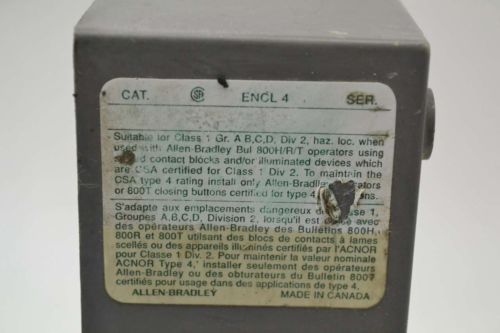 CAT. ENCL 4 SER.
Suitable for Class 1 Gr. A B,C,D, Div 2, haz. loc. when
used with Allen-Bradley Bul 800H/R/T operators using
contact blocks and/or illuminated devices which
are CSA certified for Class 1 Div 2. To maintain the
CSA type 4 rating install only Allen-Bradley
or 800T closing buttons certified for type 4
S'adapte aux emplacements dangereux 1,
Groupes A,B,C,D, Division 2, lorsqu'il est avec
des opérateurs Allen-Bradley des Bulletins 800H,
800R et 800T utilisant des blocs de contacts à lames
scellés ou des appareils illuminés certifiés par l'ACNOR
pour Classe 1 Div. 2. Pour maintenir la valeur nominale
ACNOR Type 4, installer seulement des opérateurs
Allen-Bradley ou des obturateurs du Bulletin 800T
certifiés pour usage dans des applications de type 4.
ALLEN-BRADLEY MADE IN CANADA